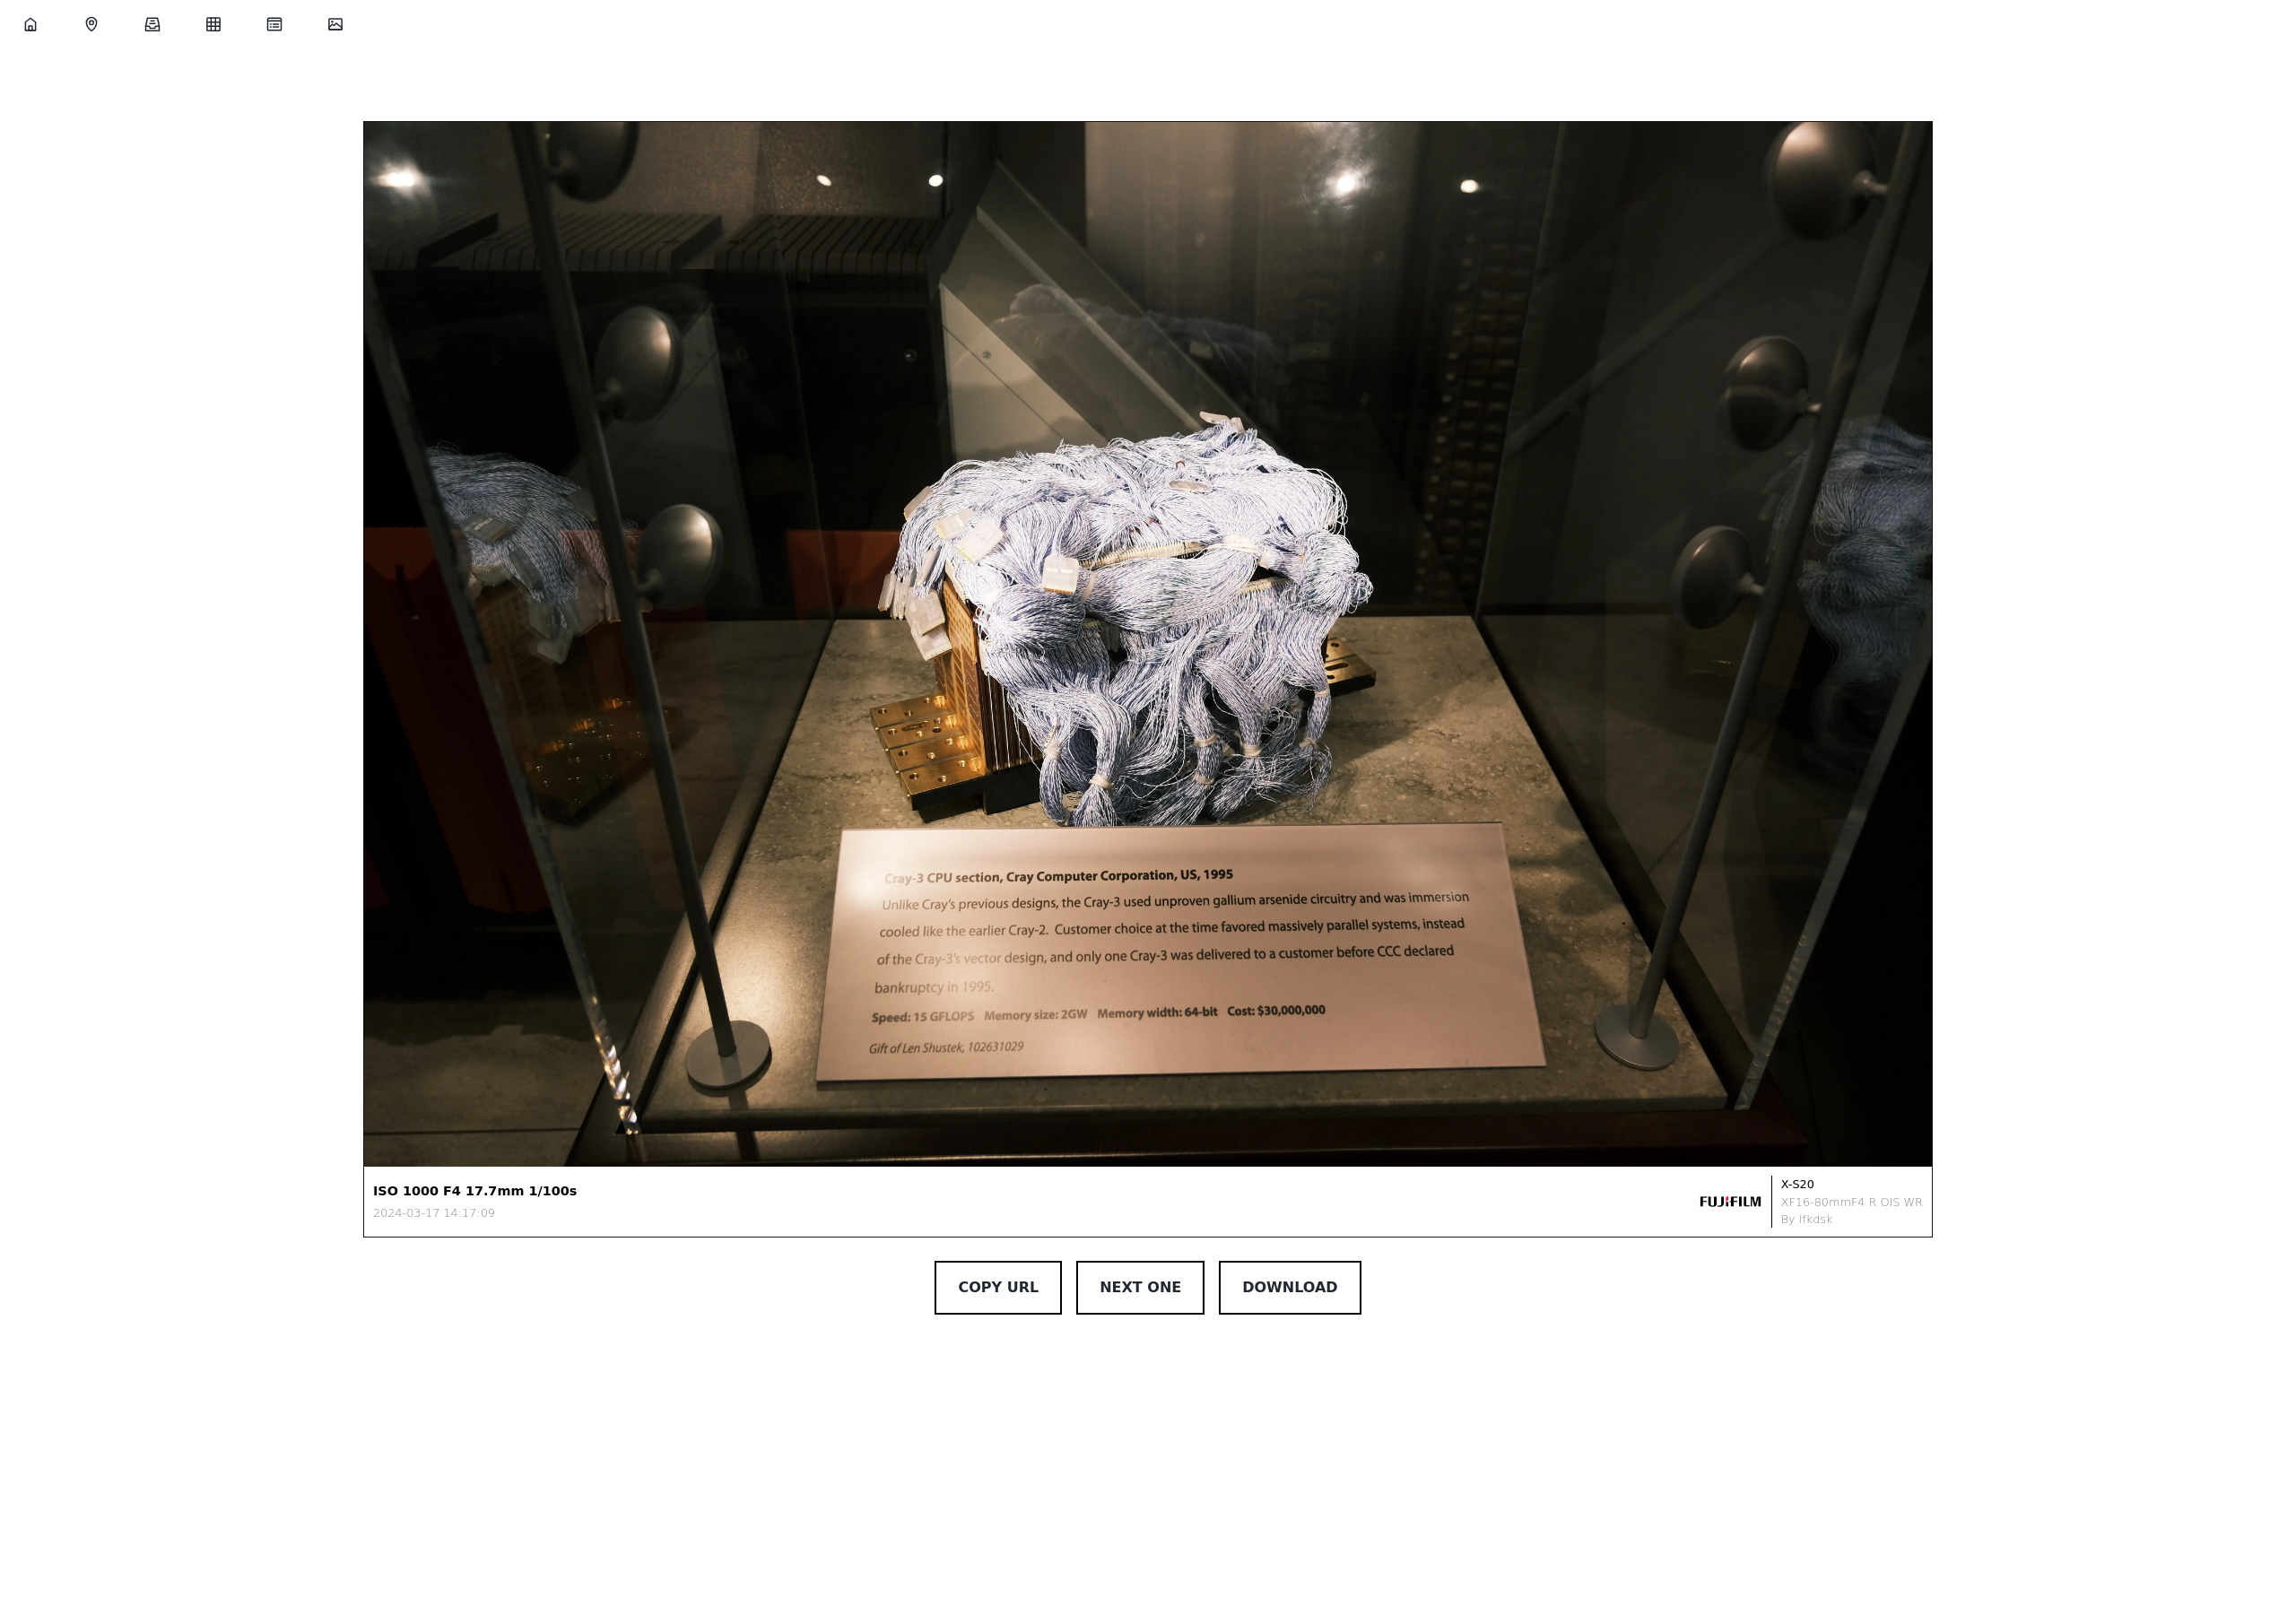 Cray-3 CPU section, Cray Computer Corporation, US, 1995
Unlike Cray's previous designs, the Cray-3 used unproven gallium arsenide circuitry and was immersion
cooled like the earlier Cray-2. Customer choice at the time favored massively parallel systems, instead
of the Cray-3's vector design, and only one Cray-3 was delivered to a customer before CCC declared
bankruptcy in 1995.
Speed: 15 GFLOPS Memory size: 2GW Memory width: 64-bit Cost: $30,000,000
Gift of Len Shustek, 102631029
ISO 1000 F4 17.7mm 1/100s
2024-03-17 14:17:09
FUJIFILM
X-S20
XF16-80mmF4 R OIS WR
By lfkdsk
COPY URL
NEXT ONE
DOWNLOAD